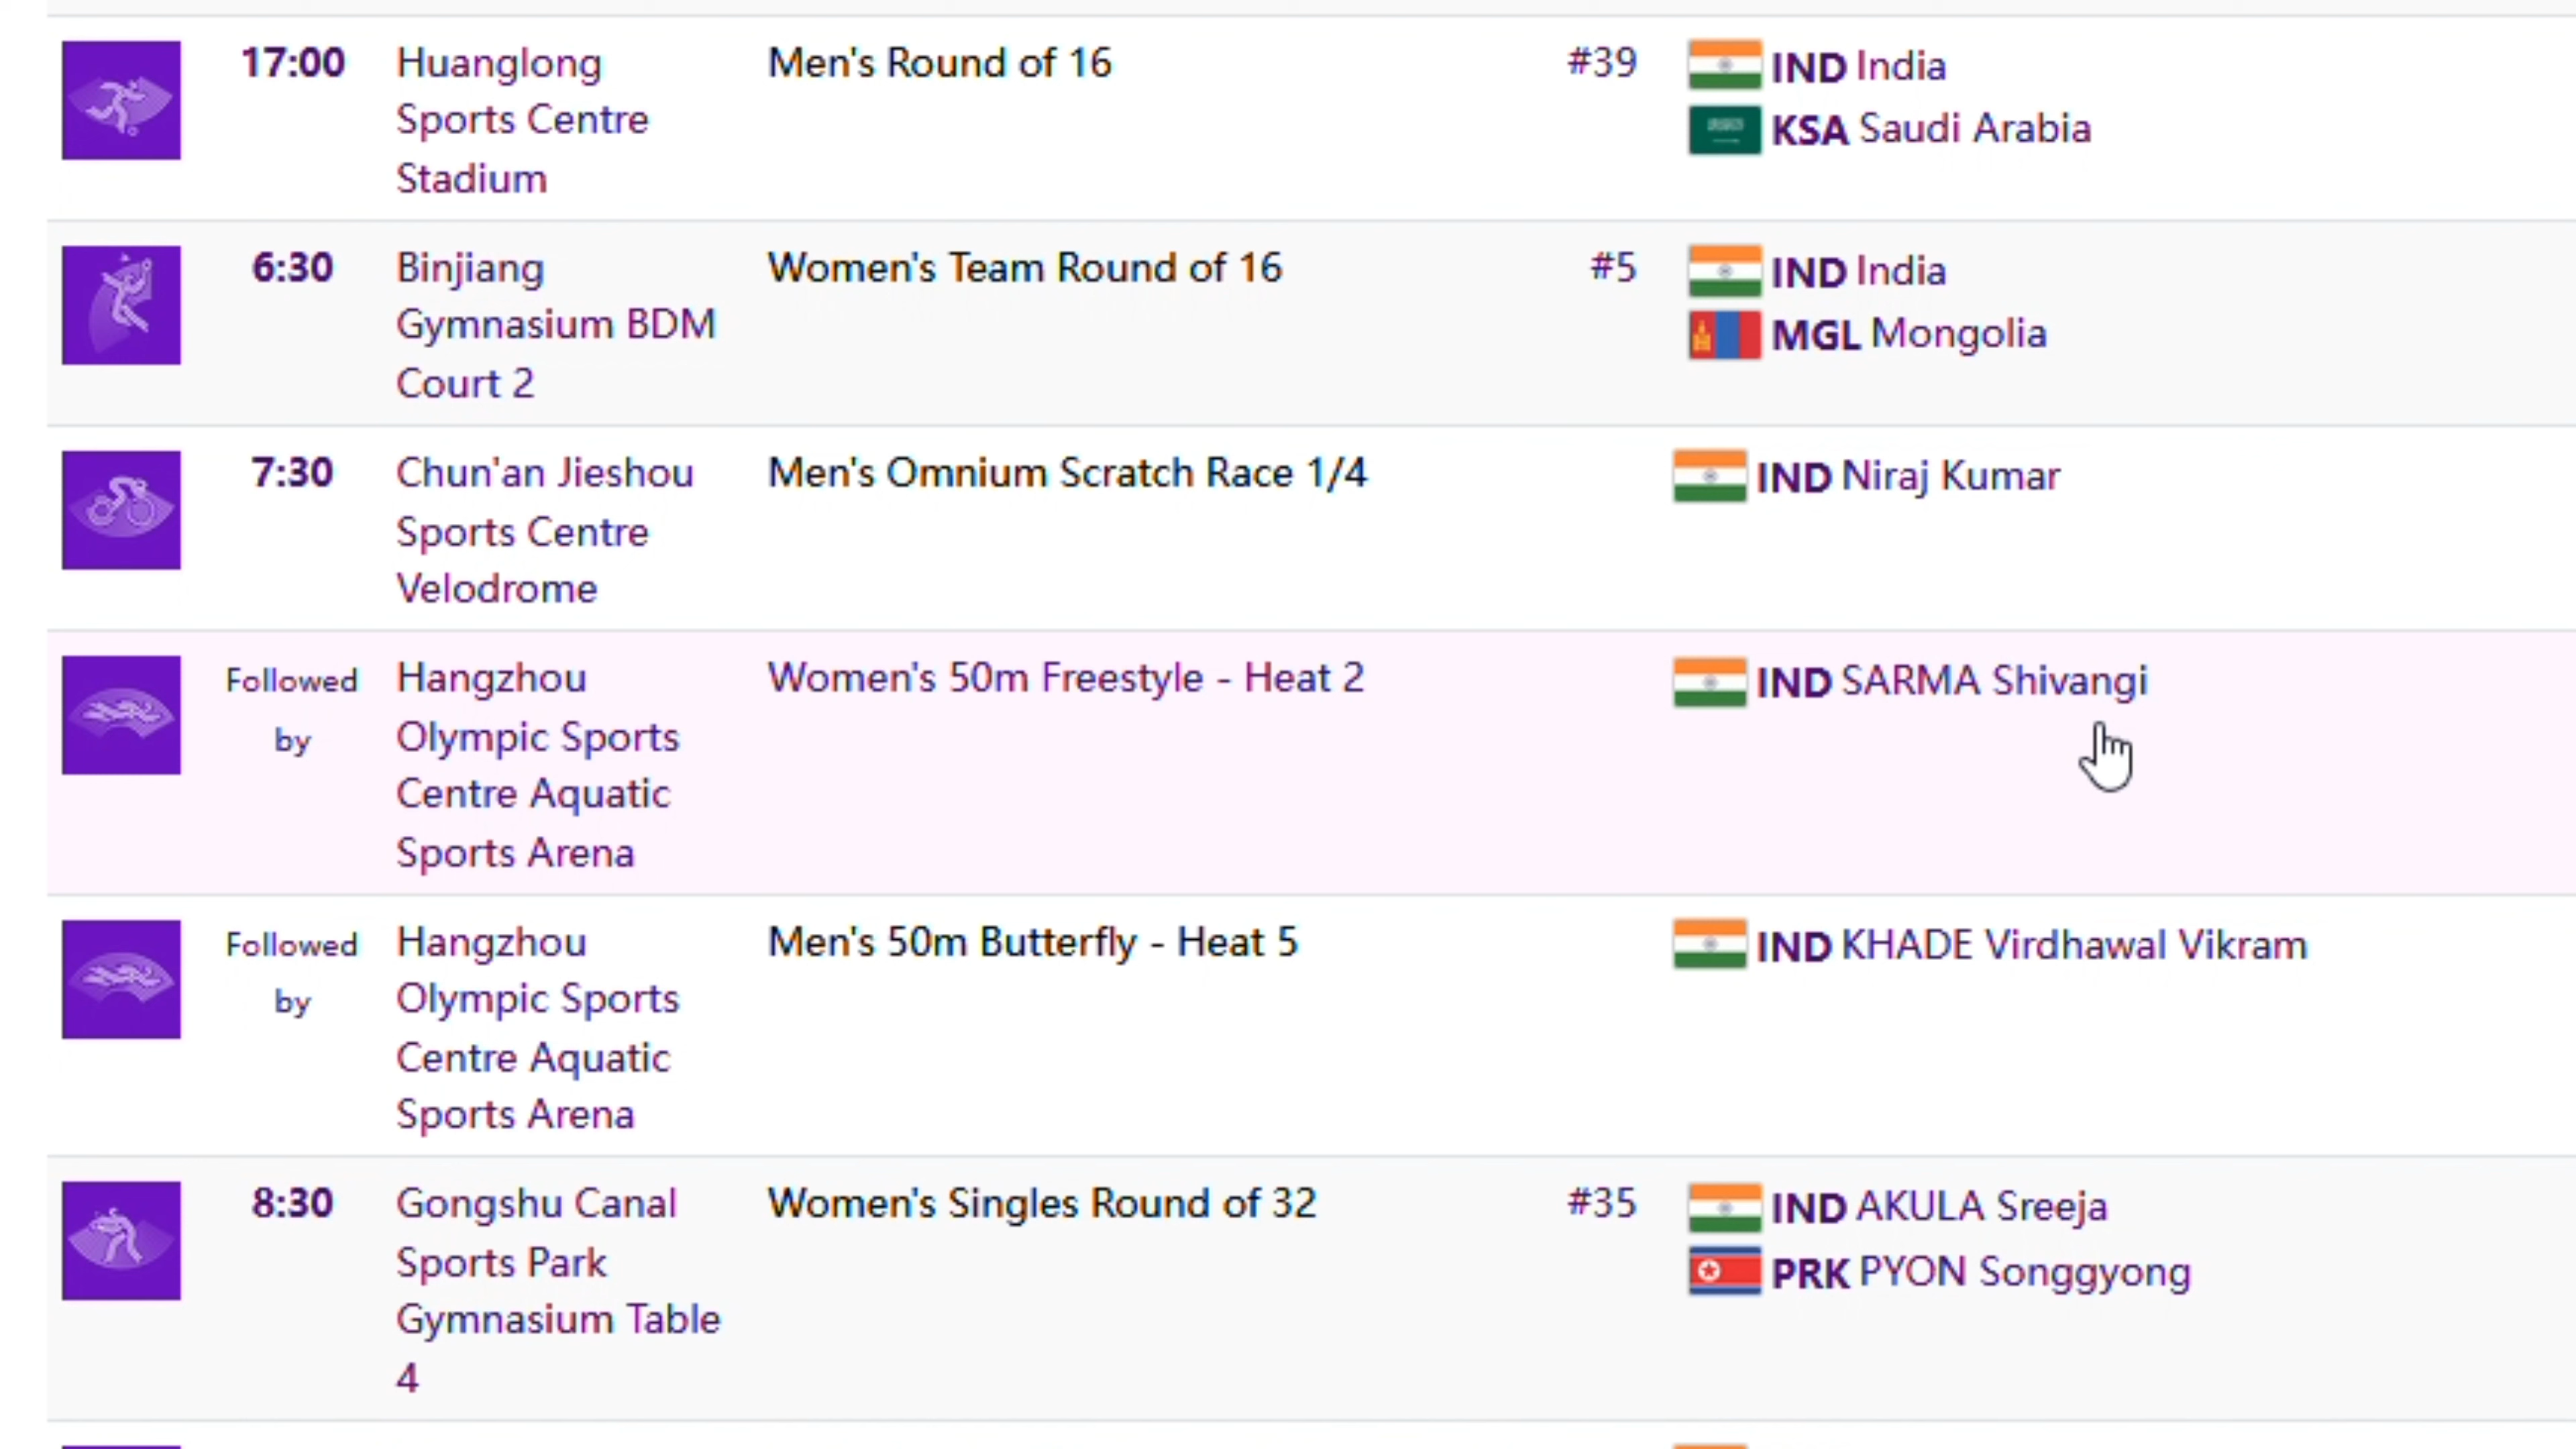 17:00 Huanglong Men's Round of 16 #39 IND India
Sports Centre KSA Saudi Arabia
Stadium
6:30 Binjiang Women's Team Round of 16 #5 IND India
Gymnasium BDM MGL Mongolia
Court 2
7:30 Chun'an Jieshou Men's Omnium Scratch Race 1/4 IND Niraj Kumar
Sports Centre
Velodrome
Followed Hangzhou Women's 50m Freestyle - Heat 2 IND SARMA Shivangi
by Olympic Sports
Centre Aquatic
Sports Arena
Followed Hangzhou Men's 50m Butterfly - Heat 5 IND KHADE Virdhawal Vikram
by Olympic Sports
Centre Aquatic
Sports Arena
8:30 Gongshu Canal Women's Singles Round of 32 #35 IND AKULA Sreeja
Sports Park PRK PYON Songgyong
Gymnasium Table
4